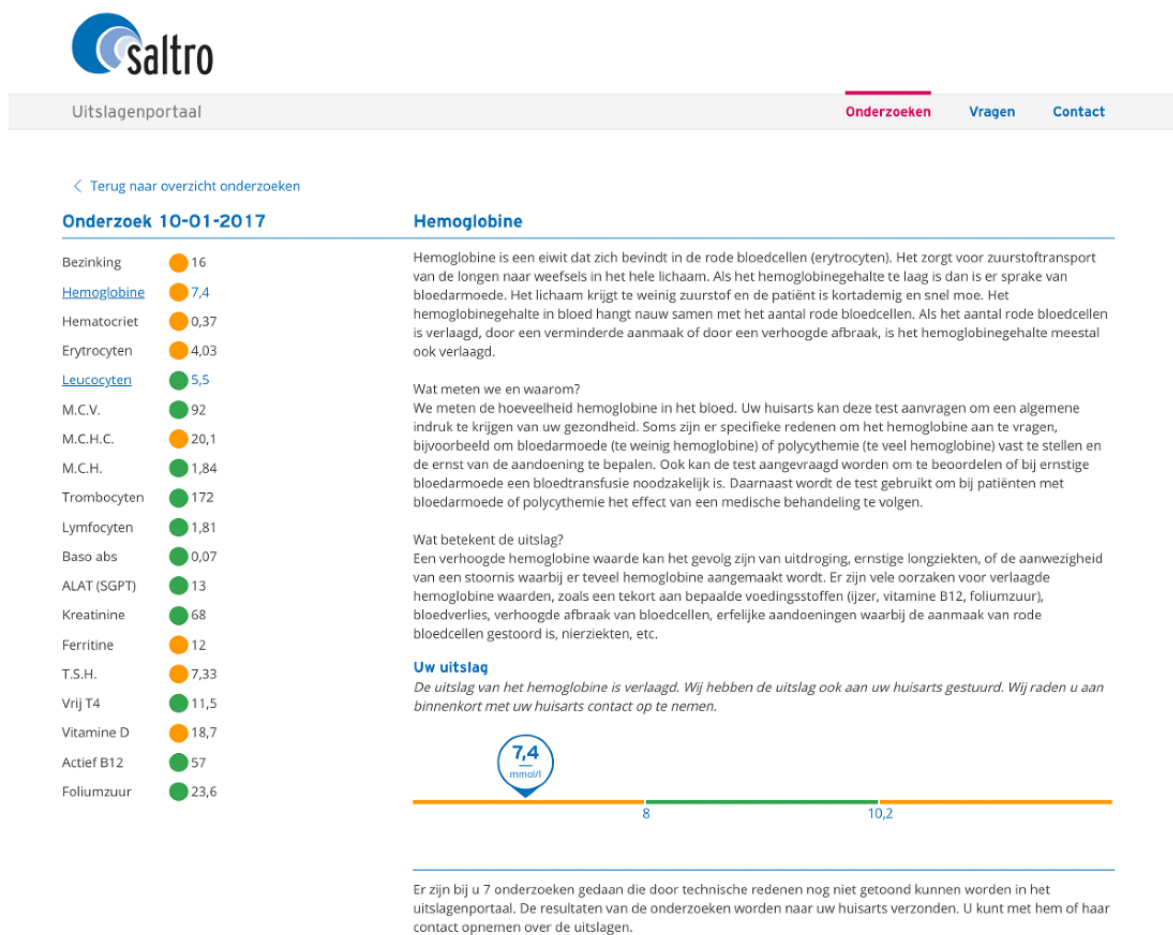 saltro
Uitslagenportaal
Onderzoeken
Vragen
Contact
Terug naar overzicht onderzoeken
Onderzoek 10-01-2017
Bezinking 16
Hemoglobine 7,4
Hematocriet 0,37
Erytrocyten 4,03
Leucocyten 5,5
M.C.V. 92
M.C.H.C. 20,1
M.C.H. 1,84
Trombocyten 172
Lymfocyten 1,81
Baso abs 0,07
ALAT (SGPT) 13
Kreatinine 68
Ferritine 12
T.S.H. 7,33
Vrij T4 11,5
Vitamine D 18,7
Actief B12 57
Foliumzuur 23,6
Hemoglobine
Hemoglobine is een eiwit dat zich bevindt in de rode bloedcellen (erytrocyten). Het zorgt voor zuurstoftransport
van de longen naar weefsels in het hele lichaam. Als het hemoglobinegehalte te laag is dan is er sprake van
bloedarmoede. Het lichaam krijgt te weinig zuurstof en de patiënt is kortademig en snel moe. Het
hemoglobinegehalte in bloed hangt nauw samen met het aantal rode bloedcellen. Als het aantal rode bloedcellen
is verlaagd, door een verminderde aanmaak of door een verhoogde afbraak, is het hemoglobinegehalte meestal
ook verlaagd.
Wat meten we en waarom?
We meten de hoeveelheid hemoglobine in het bloed. Uw huisarts kan deze test aanvragen om een algemene
indruk te krijgen van uw gezondheid. Soms zijn er specifieke redenen om het hemoglobine aan te vragen,
bijvoorbeeld om bloedarmoede (te weinig hemoglobine) of polycythemie (te veel hemoglobine) vast te stellen en
de ernst van de aandoening te bepalen. Ook kan de test aangevraagd worden om te beoordelen of bij ernstige
bloedarmoede een bloedtransfusie noodzakelijk is. Daarnaast wordt de test gebruikt om bij patiënten met
bloedarmoede of polycythemie het effect van een medische behandeling te volgen.
Wat betekent de uitslag?
Een verhoogde hemoglobine waarde kan het gevolg zijn van uitdroging, ernstige longziekten, of de aanwezigheid
van een stoornis waarbij er teveel hemoglobine aangemaakt wordt. Er zijn vele oorzaken voor verlaagde
hemoglobine waarden, zoals een tekort aan bepaalde voedingsstoffen (ijzer, vitamine B12, foliumzuur),
bloedverlies, verhoogde afbraak van bloedcellen, erfelijke aandoeningen waarbij de aanmaak van rode
bloedcellen gestoord is, nierziekten, etc.
Uw uitslag
De uitslag van het hemoglobine is verlaagd. Wij hebben de uitslag ook aan uw huisarts gestuurd. Wij raden u aan
binnenkort met uw huisarts contact op te nemen.
7,4
mmol/l
8
10,2
Er zijn bij u 7 onderzoeken gedaan die door technische redenen nog niet getoond kunnen worden in het
uitslagenportaal. De resultaten van de onderzoeken worden naar uw huisarts verzonden. U kunt met hem of haar
contact opnemen over de uitslagen.